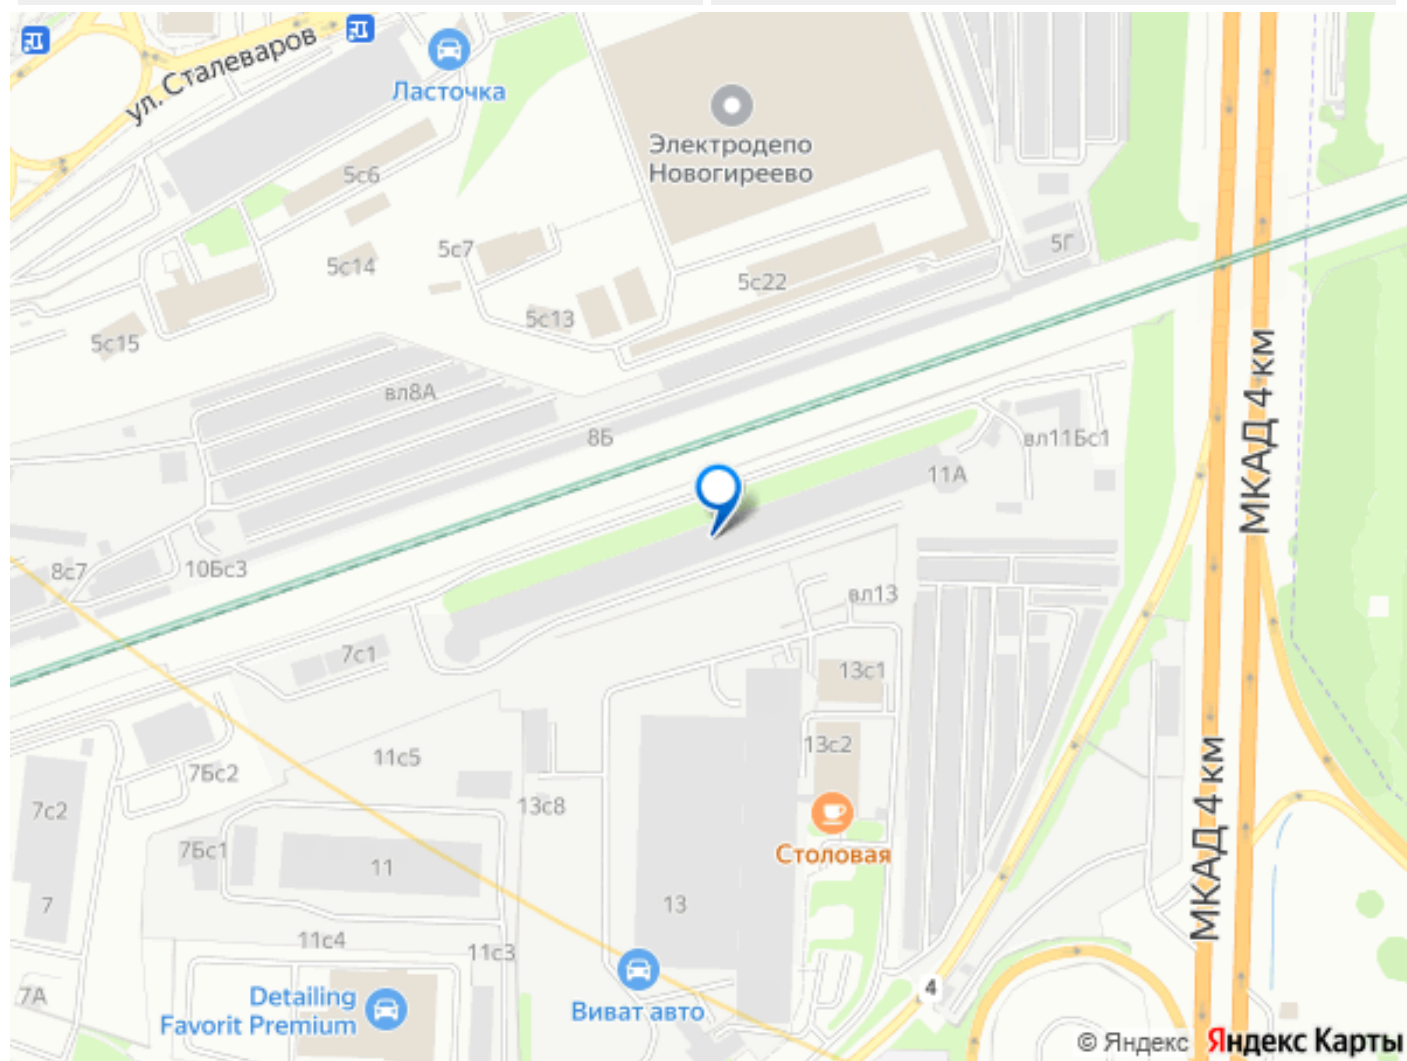 ул. Сталеваров
Ласточка
Электродепо
Новогиреево
5с6
5с7
5Г
5с14
5с22
5с13
5с15
вл8А
8Б
вл11Бс1
11А
8с7
10Бс3
вл13
7с1
13с1
МКАД 4 км
13с2
11с5
7Бс2
7с2
13с8
МКАД 4 км
7Бс1
11
Столовая
7
13
11с4
11с3
4
7А
Detailing
Favorit Premium
Виват авто
© Яндекс Яндекс Карты